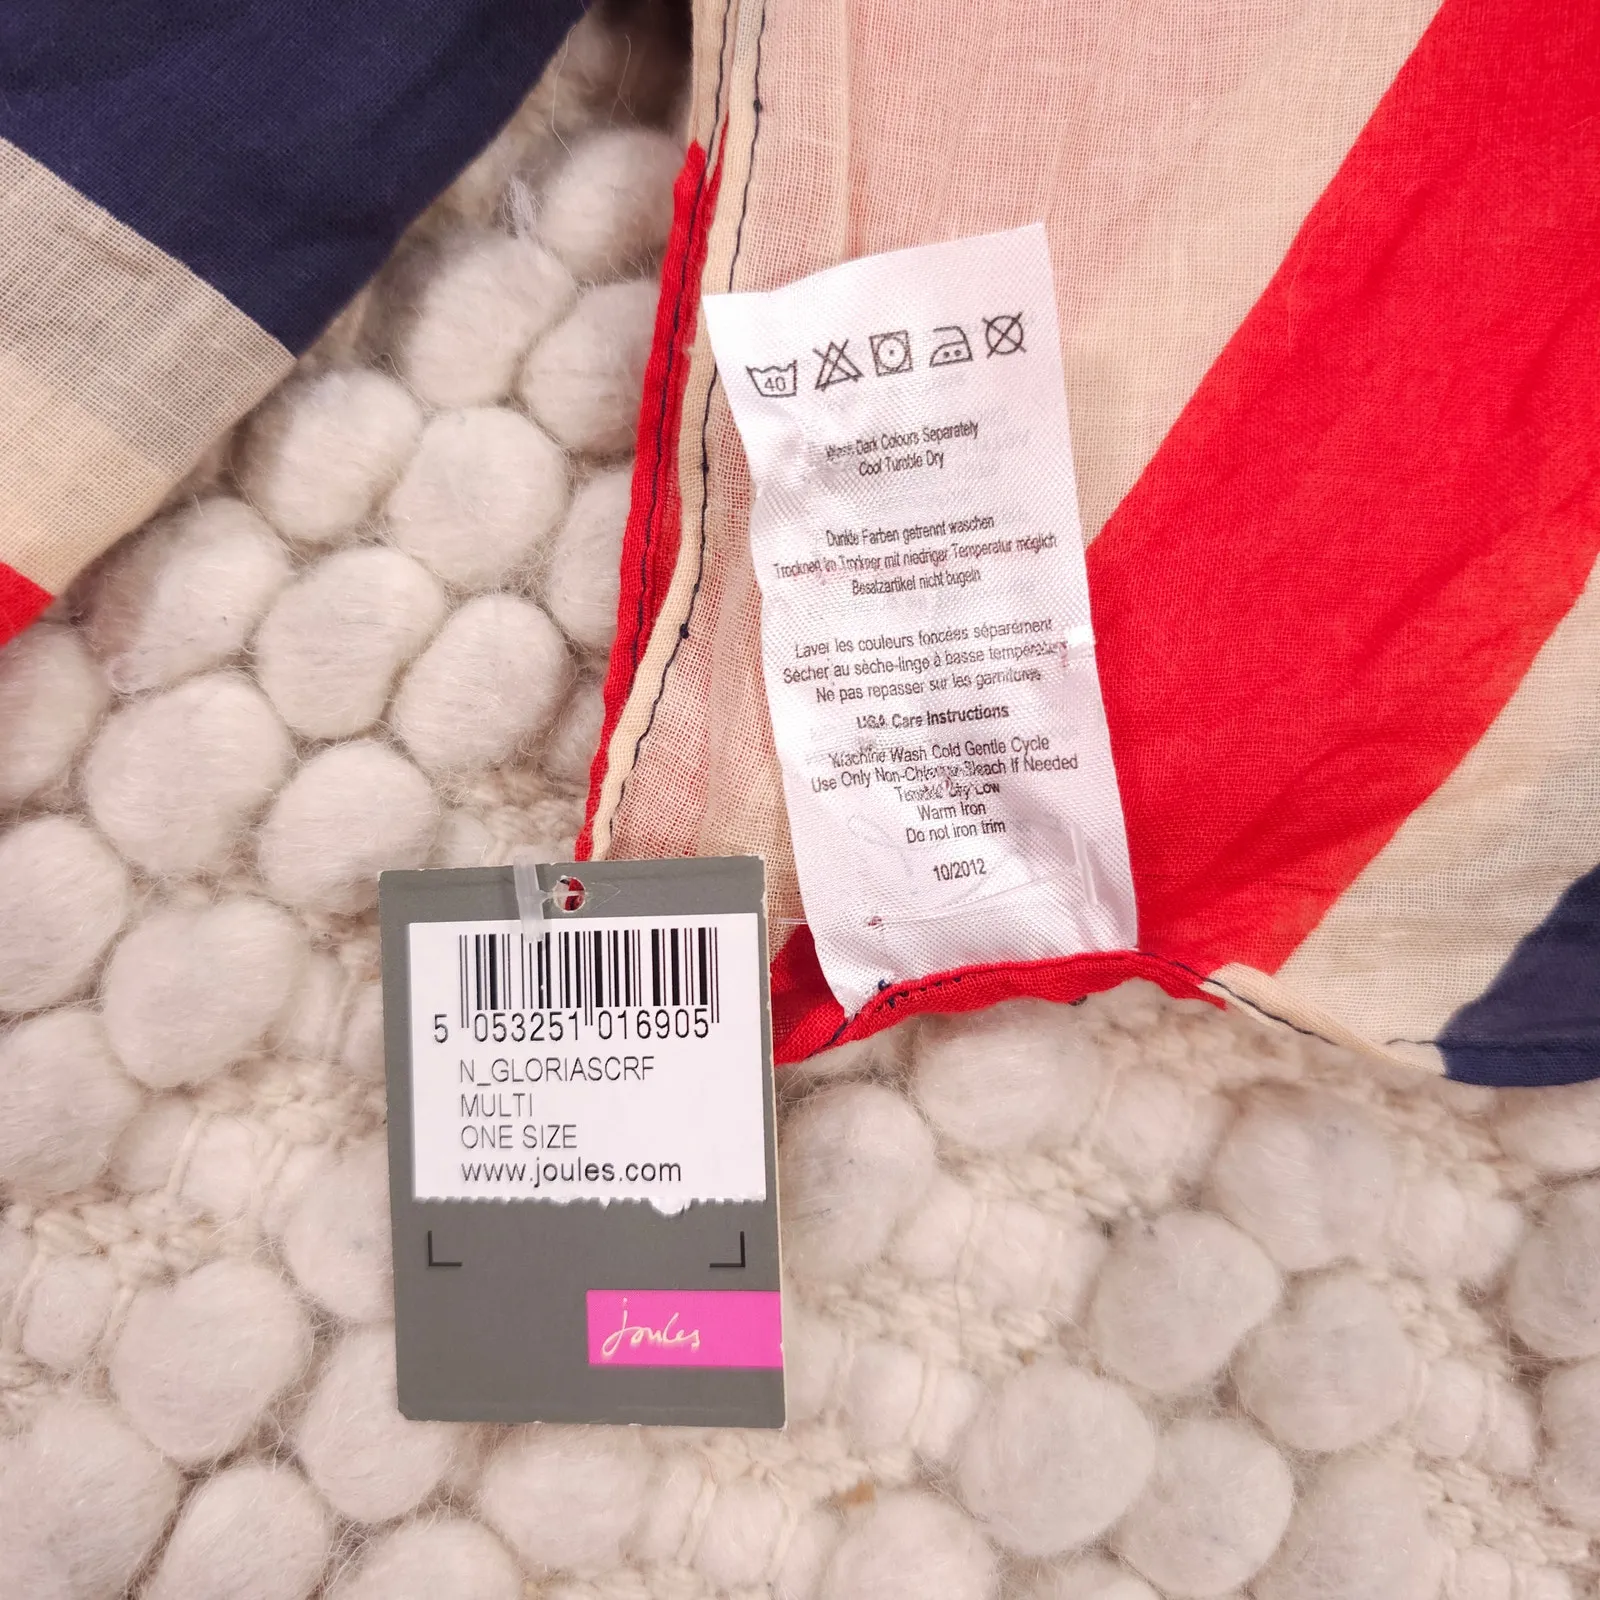 40
Wash Dark Colours Separately
Cool Tumble Dry
Dunkle Farben getrennt waschen
Trocknen im Trockner mit niedriger Temperatur möglich
Besatzartikel nicht bugeln
Laver les couleurs foncées séparément
Sécher au sèche-linge à basse temperature
Ne pas repasser sur les garnitures
USA Care Instructions
Machine Wash Cold Gentle Cycle
Use Only Non-Chlorine Bleach If Needed
Tumble Dry Low
Warm Iron
Do not iron trim
10/2012
5 053251 016905
N_GLORIASCRF
MULTI
ONE SIZE
www.joules.com
joules